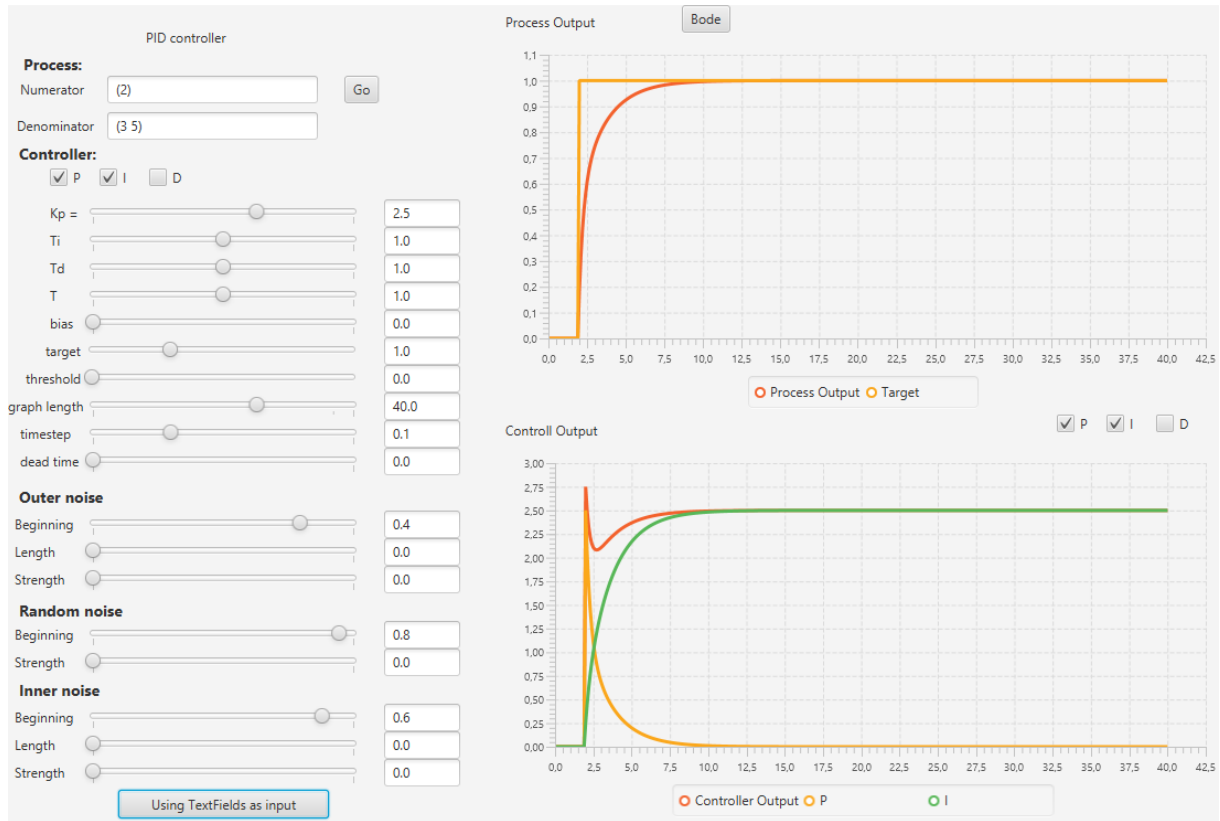 PID controller
Process:
Numerator (2) Go
Denominator (3 5)
Controller:
P I D
Kp = 2.5
Ti 1.0
Td 1.0
T 1.0
bias 0.0
target 1.0
threshold 0.0
graph length 40.0
timestep 0.1
dead time 0.0
Outer noise
Beginning 0.4
Length 0.0
Strength 0.0
Random noise
Beginning 0.8
Strength 0.0
Inner noise
Beginning 0.6
Length 0.0
Strength 0.0
Using TextFields as input
Process Output Bode
1,1
1,0
0,9
0,8
0,7
0,6
0,5
0,4
0,3
0,2
0,1
0,0
0,0 2,5 5,0 7,5 10,0 12,5 15,0 17,5 20,0 22,5 25,0 27,5 30,0 32,5 35,0 37,5 40,0 42,5
Process Output Target
Controll Output P I D
3,00
2,75
2,50
2,25
2,00
1,75
1,50
1,25
1,00
0,75
0,50
0,25
0,00
0,0 2,5 5,0 7,5 10,0 12,5 15,0 17,5 20,0 22,5 25,0 27,5 30,0 32,5 35,0 37,5 40,0 42,5
Controller Output P I